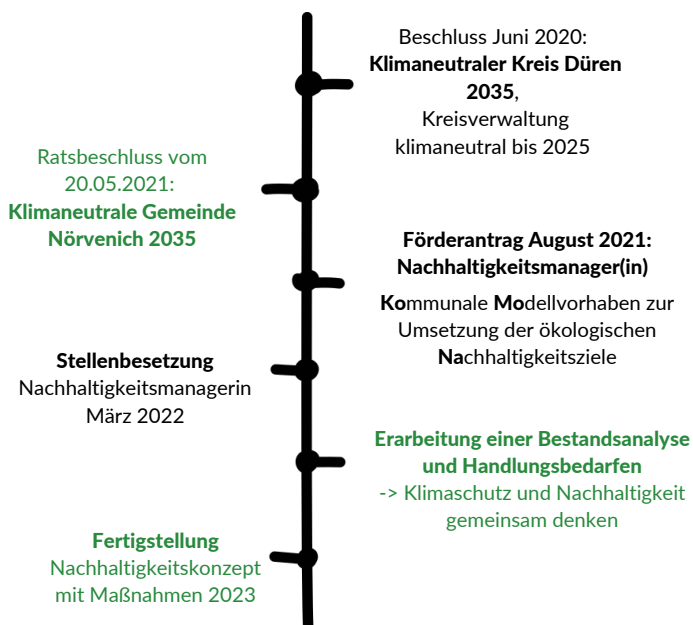 Beschluss Juni 2020:
Klimaneutraler Kreis Düren
2035,
Kreisverwaltung
klimaneutral bis 2025
Ratsbeschluss vom
20.05.2021:
Klimaneutrale Gemeinde
Nörvenich 2035
Förderantrag August 2021:
Nachhaltigkeitsmanager(in)
Kommunale Modellvorhaben zur
Umsetzung der ökologischen
Nachhaltigkeitsziele
Stellenbesetzung
Nachhaltigkeitsmanagerin
März 2022
Erarbeitung einer Bestandsanalyse
und Handlungsbedarfen
-> Klimaschutz und Nachhaltigkeit
gemeinsam denken
Fertigstellung
Nachhaltigkeitskonzept
mit Maßnahmen 2023